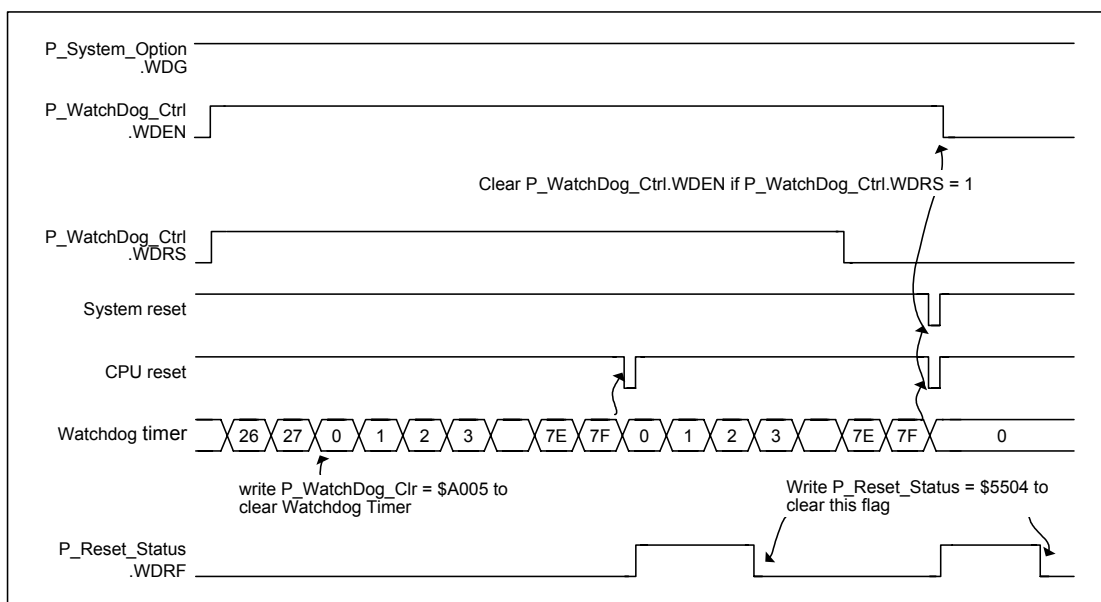 P_System_Option
.WDG
P_WatchDog_Ctrl
.WDEN
Clear P_WatchDog_Ctrl.WDEN if P_WatchDog_Ctrl.WDRS = 1
P_WatchDog_Ctrl
.WDRS
System reset
CPU reset
Watchdog timer
26 27 0 1 2 3 7E 7F 0 1 2 3 7E 7F 0
write P_WatchDog_Clr = $A005 to
clear Watchdog Timer
Write P_Reset_Status = $5504 to
clear this flag
P_Reset_Status
.WDRF